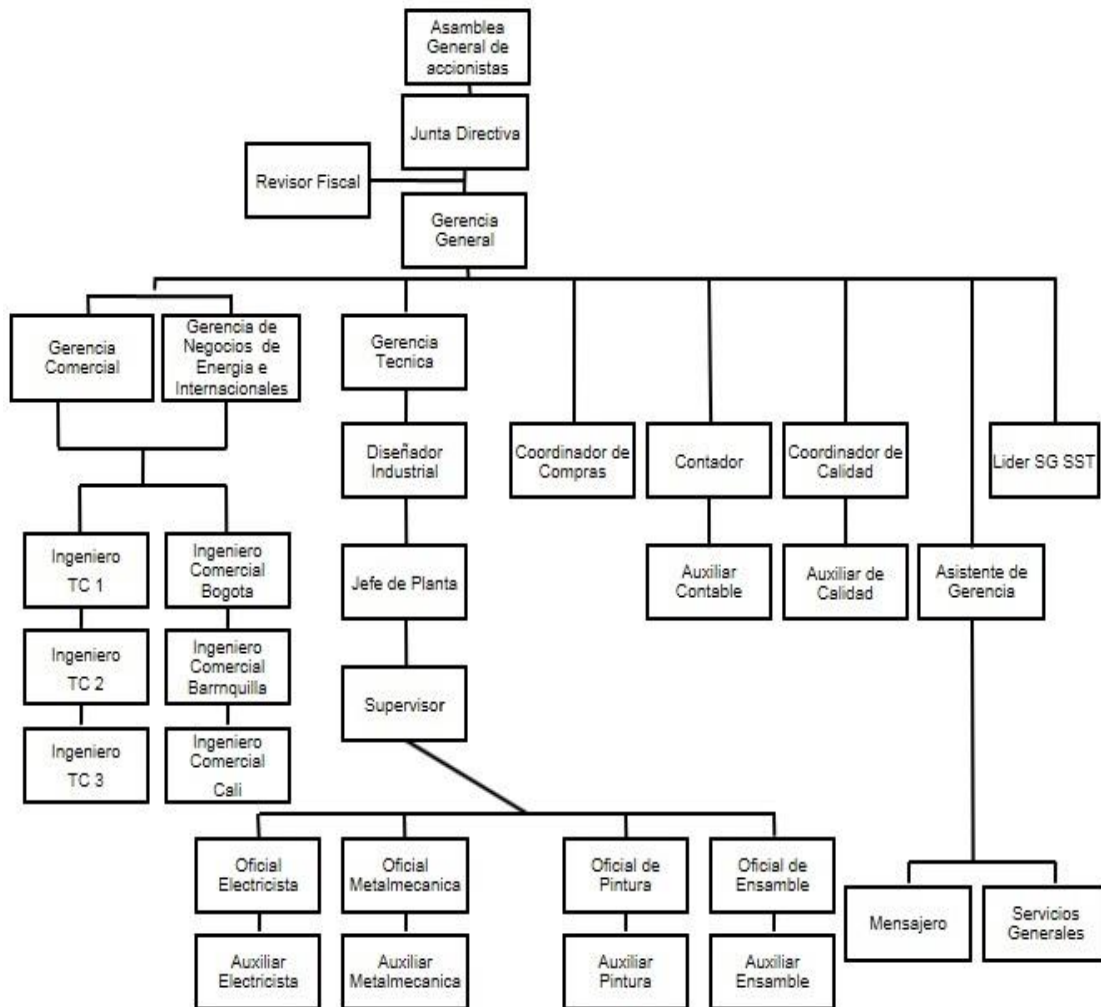 Asamblea
General de
accionistas
Junta Directiva
Revisor Fiscal
Gerencia
General
Gerencia
Comercial
Gerencia de
Negocios de
Energia e
Internacionales
Gerencia
Tecnica
Diseñador
Industrial
Coordinador de
Compras
Contador
Coordinador de
Calidad
Lider SG SST
Ingeniero
TC 1
Ingeniero
Comercial
Bogota
Jefe de Planta
Auxiliar
Contable
Auxiliar de
Calidad
Asistente de
Gerencia
Ingeniero
TC 2
Ingeniero
Comercial
Barrnquilla
Supervisor
Ingeniero
TC 3
Ingeniero
Comercial
Cali
Oficial
Electricista
Oficial
Metalmecanica
Oficial de
Pintura
Oficial de
Ensamble
Mensajero
Servicios
Generales
Auxiliar
Electricista
Auxiliar
Metalmecanica
Auxiliar
Pintura
Auxiliar
Ensamble